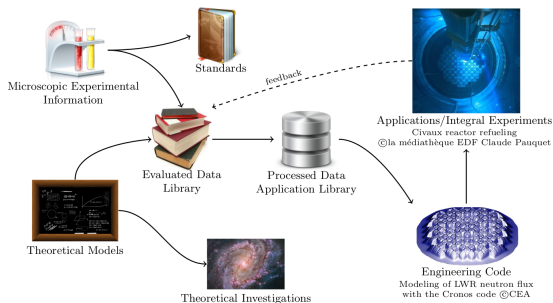 Standards
feedback
Microscopic Experimental
Information
Applications/Integral Experiments
Civaux reactor refueling
©la médiathèque EDF Claude Pauquet
Evaluated Data
Library
Processed Data
Application Library
Theoretical Models
Engineering Code
Modeling of LWR neutron flux
with the Cronos code ©CEA
Theoretical Investigations